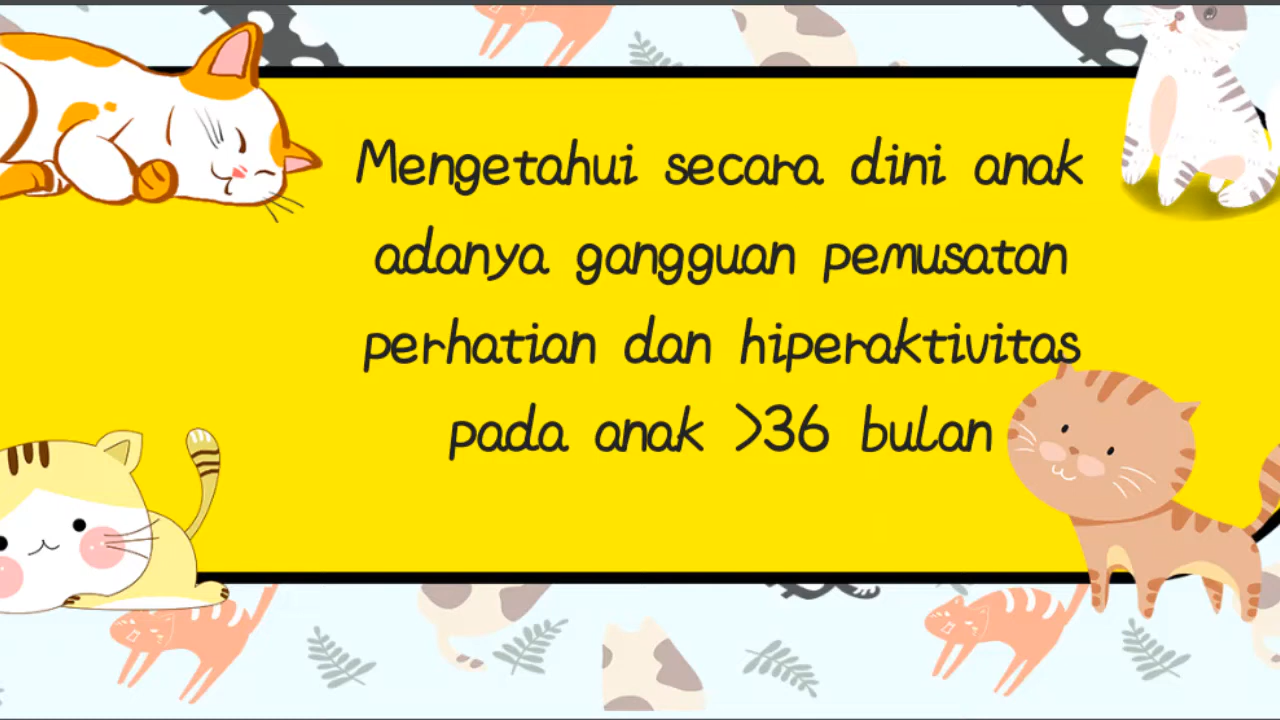 Mengetahui secara dini anak
adanya gangguan pemusatan
perhatian dan hiperaktivitas
pada anak >36 bulan